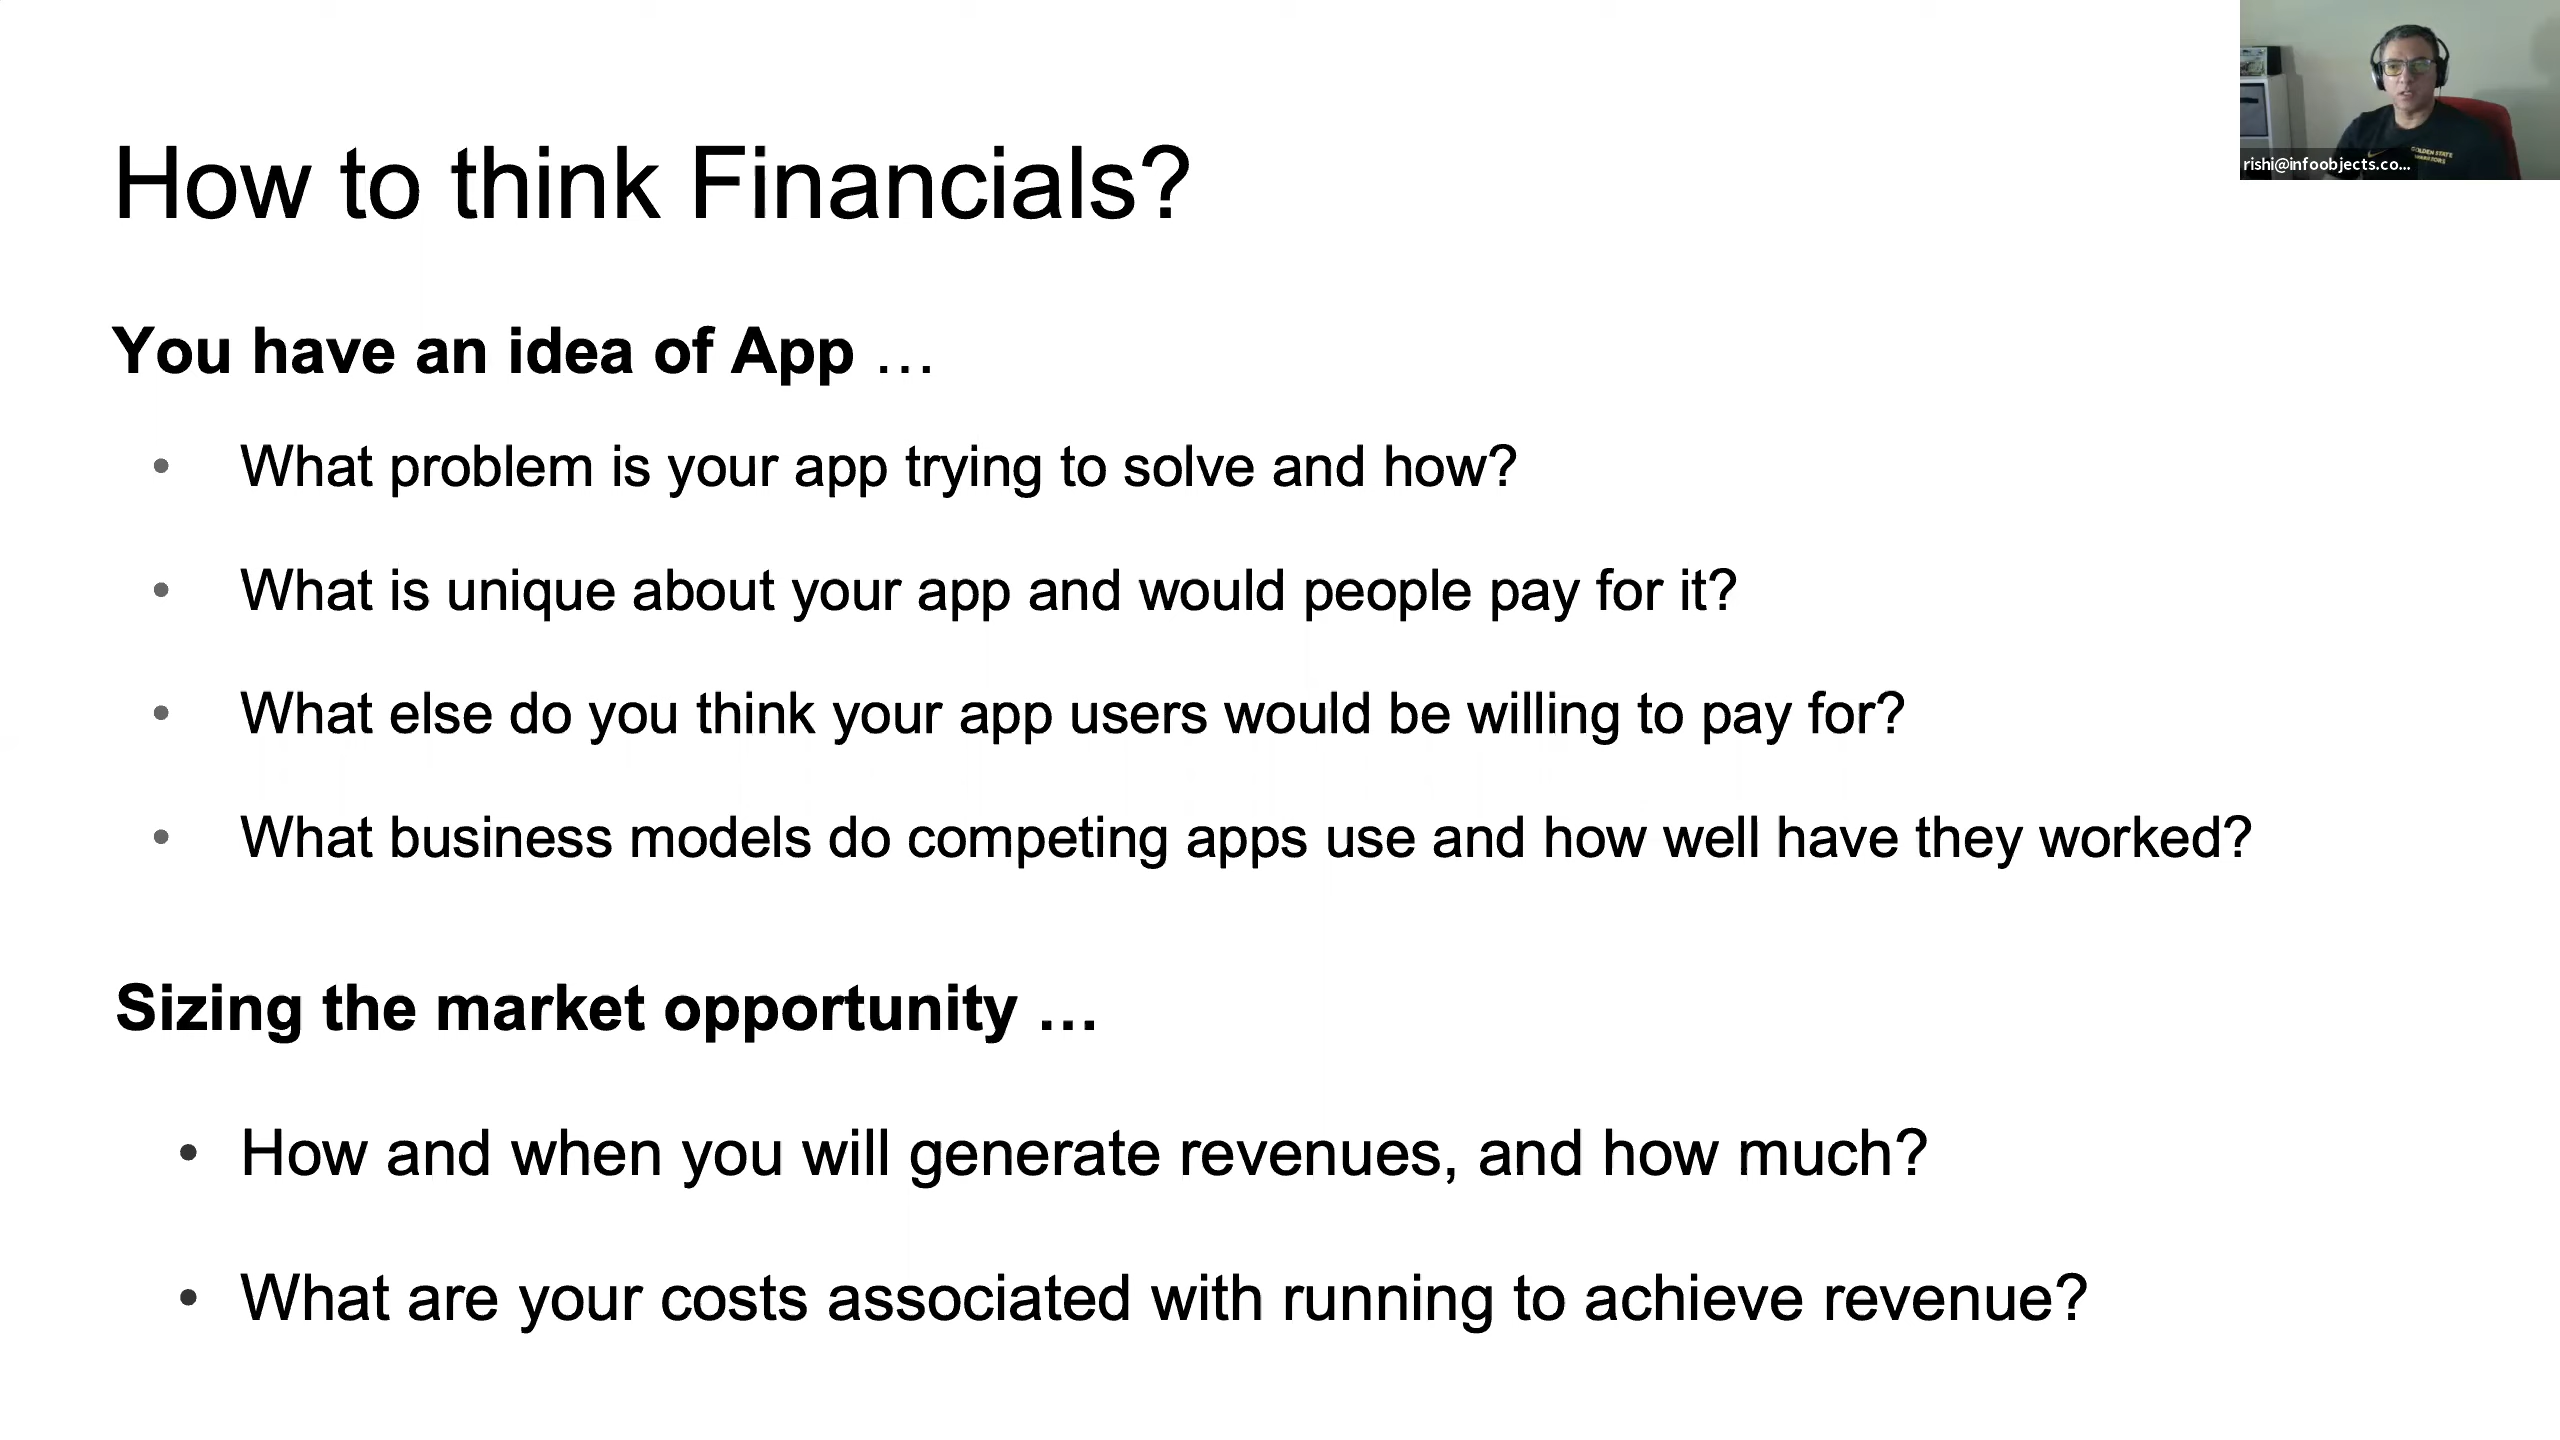 How to think Financials?
You have an idea of App …
• What problem is your app trying to solve and how?
• What is unique about your app and would people pay for it?
• What else do you think your app users would be willing to pay for?
• What business models do competing apps use and how well have they worked?
Sizing the market opportunity …
• How and when you will generate revenues, and how much?
• What are your costs associated with running to achieve revenue?
GOLDEN STATE
WARRIORS
rishi@infoobjects.co...